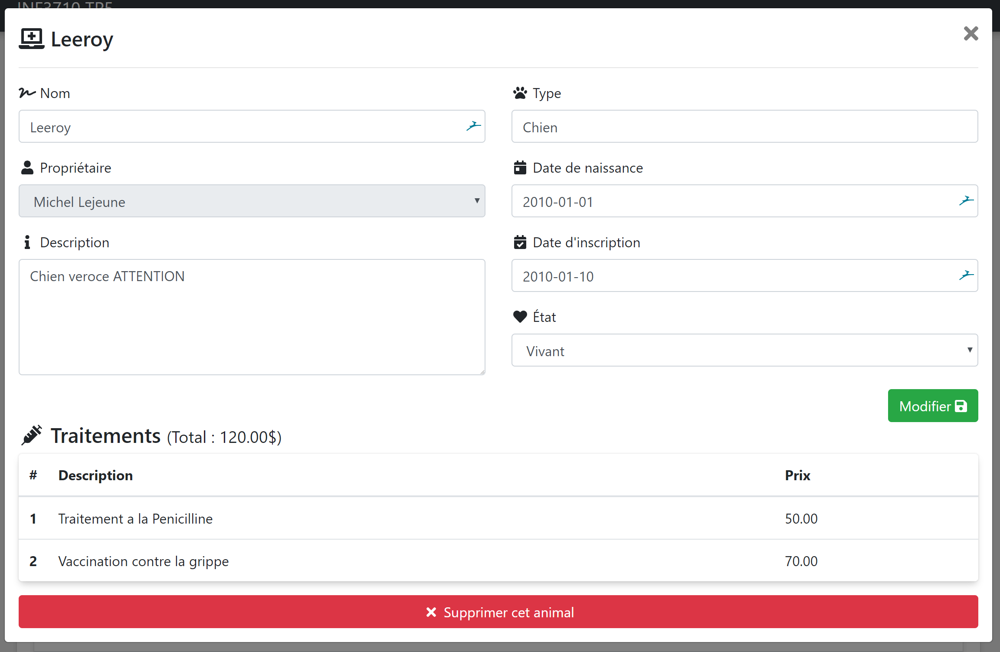 INF3710 TP5
Leeroy
Nom
Type
Leeroy
Chien
Propriétaire
Date de naissance
Michel Lejeune
2010-01-01
Description
Date d'inscription
Chien veroce ATTENTION
2010-01-10
État
Vivant
Modifier
Traitements (Total : 120.00$)
# Description Prix
1 Traitement a la Penicilline 50.00
2 Vaccination contre la grippe 70.00
Supprimer cet animal